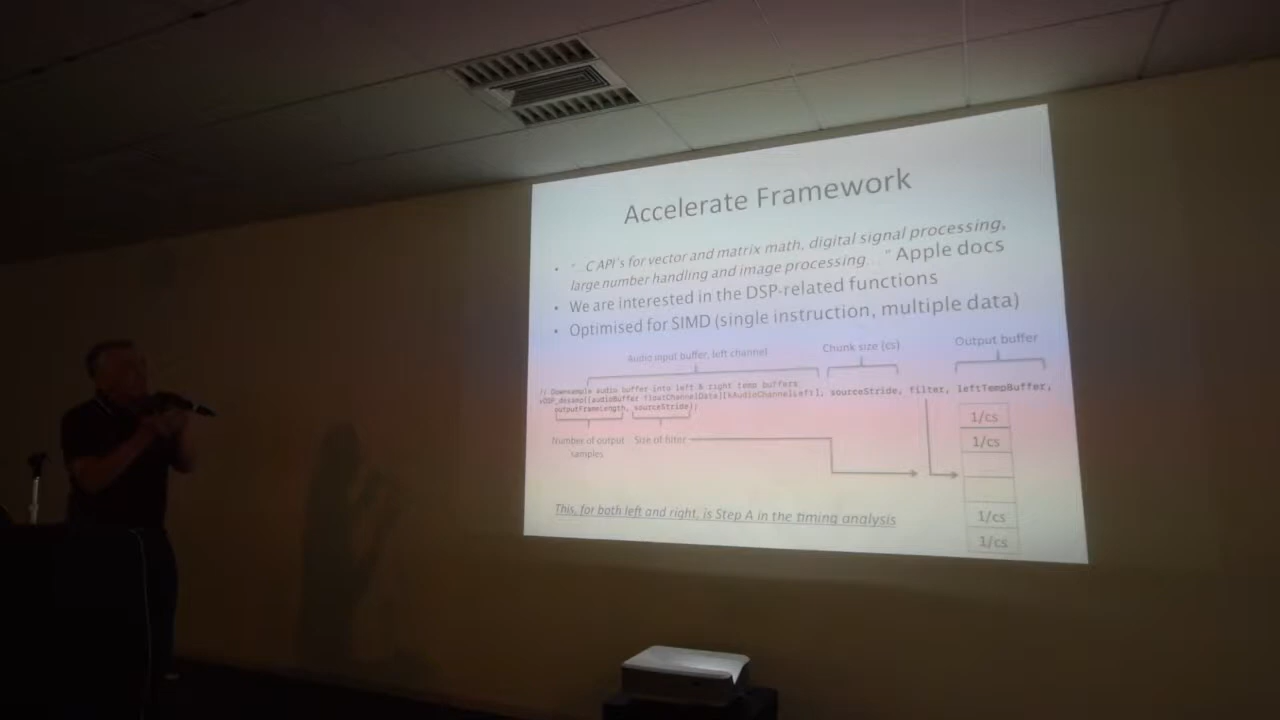 Accelerate Framework
• " C API's for vector and matrix math, digital signal processing,
large number handling and image processing… " Apple docs
• We are interested in the DSP-related functions
• Optimised for SIMD (single instruction, multiple data)
Audio input buffer, left channel
Chunk size (cs)
Output buffer
// Downsample audio buffer into left & right temp buffers
vDSP_desamp((audioBuffer floatChannelData)[kAudioChannelLeft], sourceStride, filter, leftTempBuffer,
outputFrameLength, sourceStride);
Number of output
samples
Size of filter
1/cs
1/cs
1/cs
1/cs
This, for both left and right, is Step A in the timing analysis